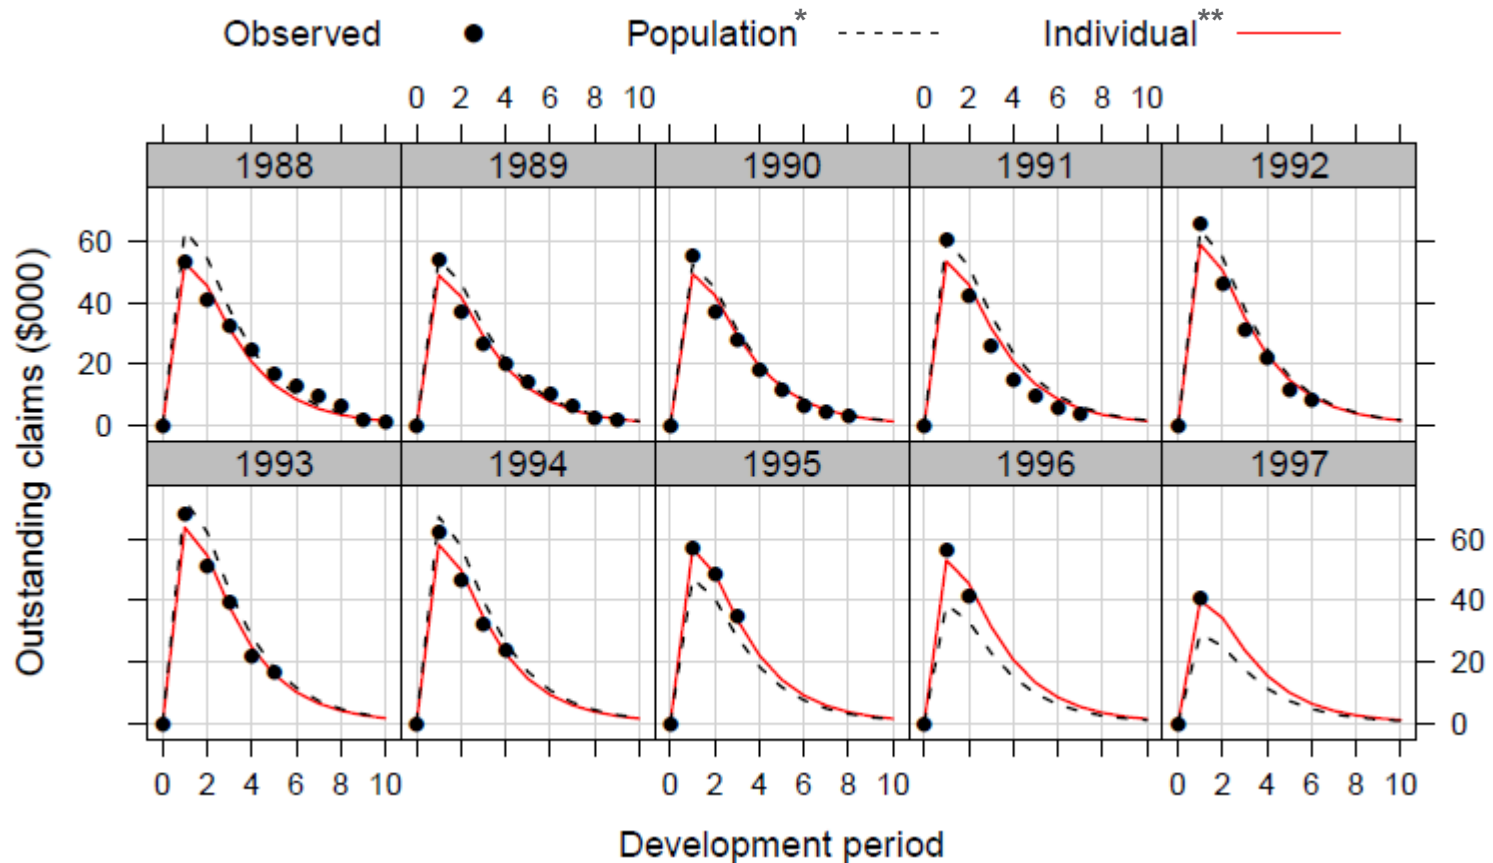 Observed Population* Individual**
0 2 4 6 8 10 0 2 4 6 8 10
1988 1989 1990 1991 1992
60
40
20
0
Outstanding claims ($000)
1993 1994 1995 1996 1997
60
40
20
0
0 2 4 6 8 10 0 2 4 6 8 10 0 2 4 6 8 10
Development period